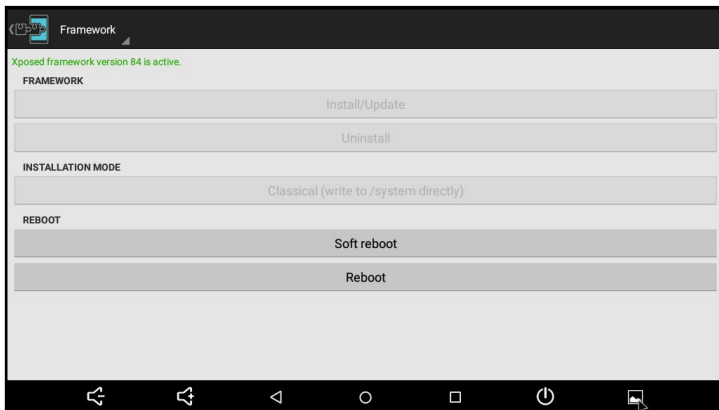 Framework
Xposed framework version 84 is active.
FRAMEWORK
Install/Update
Uninstall
INSTALLATION MODE
Classical (write to /system directly)
REBOOT
Soft reboot
Reboot